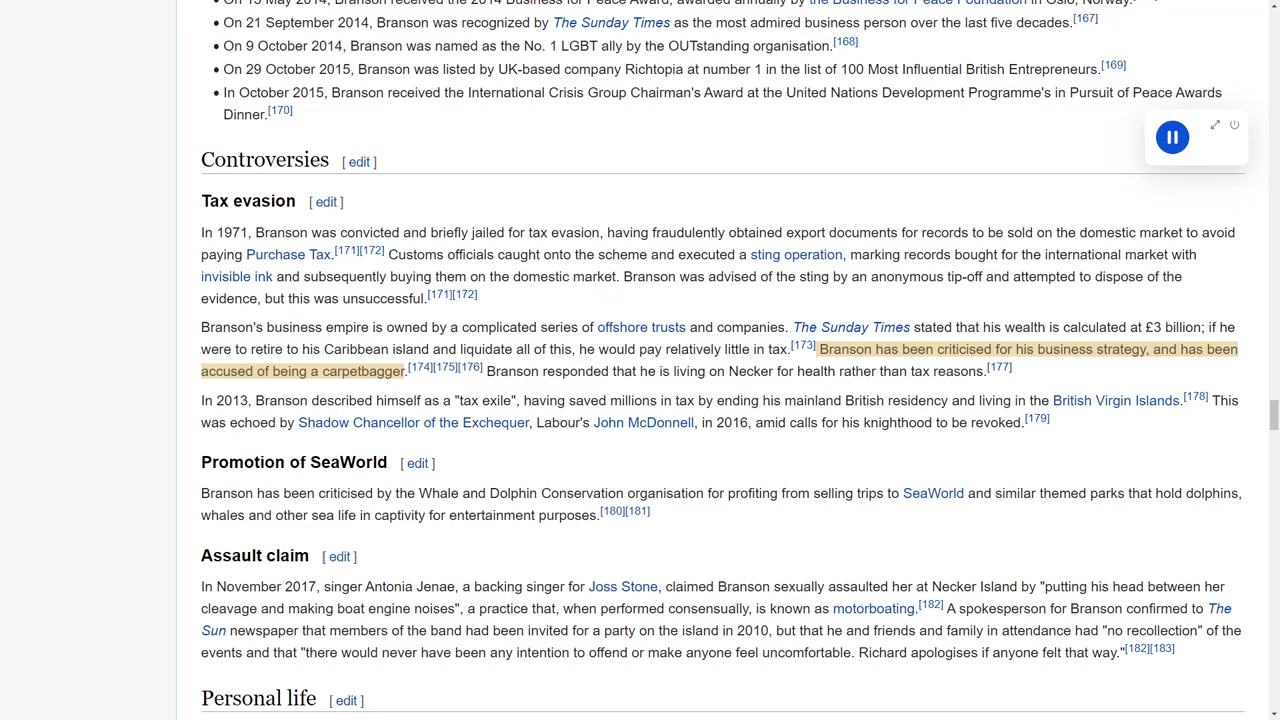 • On 15 May 2014, Branson received the 2014 Business for Peace Award, awarded annually by the Business for Peace Foundation in Oslo, Norway.
• On 21 September 2014, Branson was recognized by The Sunday Times as the most admired business person over the last five decades.[167]
• On 9 October 2014, Branson was named as the No. 1 LGBT ally by the OUTstanding organisation.[168]
• On 29 October 2015, Branson was listed by UK-based company Richtopia at number 1 in the list of 100 Most Influential British Entrepreneurs.[169]
• In October 2015, Branson received the International Crisis Group Chairman's Award at the United Nations Development Programme's in Pursuit of Peace Awards
Dinner.[170]
Controversies [ edit ]
Tax evasion [ edit ]
In 1971, Branson was convicted and briefly jailed for tax evasion, having fraudulently obtained export documents for records to be sold on the domestic market to avoid
paying Purchase Tax.[171][172] Customs officials caught onto the scheme and executed a sting operation, marking records bought for the international market with
invisible ink and subsequently buying them on the domestic market. Branson was advised of the sting by an anonymous tip-off and attempted to dispose of the
evidence, but this was unsuccessful.[171][172]
Branson's business empire is owned by a complicated series of offshore trusts and companies. The Sunday Times stated that his wealth is calculated at £3 billion; if he
were to retire to his Caribbean island and liquidate all of this, he would pay relatively little in tax.[173] Branson has been criticised for his business strategy, and has been
accused of being a carpetbagger.[174][175][176] Branson responded that he is living on Necker for health rather than tax reasons.[177]
In 2013, Branson described himself as a "tax exile", having saved millions in tax by ending his mainland British residency and living in the British Virgin Islands.[178] This
was echoed by Shadow Chancellor of the Exchequer, Labour's John McDonnell, in 2016, amid calls for his knighthood to be revoked.[179]
Promotion of SeaWorld [ edit ]
Branson has been criticised by the Whale and Dolphin Conservation organisation for profiting from selling trips to SeaWorld and similar themed parks that hold dolphins,
whales and other sea life in captivity for entertainment purposes.[180][181]
Assault claim [ edit ]
In November 2017, singer Antonia Jenae, a backing singer for Joss Stone, claimed Branson sexually assaulted her at Necker Island by "putting his head between her
cleavage and making boat engine noises", a practice that, when performed consensually, is known as motorboating.[182] A spokesperson for Branson confirmed to The
Sun newspaper that members of the band had been invited for a party on the island in 2010, but that he and friends and family in attendance had "no recollection" of the
events and that "there would never have been any intention to offend or make anyone feel uncomfortable. Richard apologises if anyone felt that way."[182][183]
Personal life [ edit ]